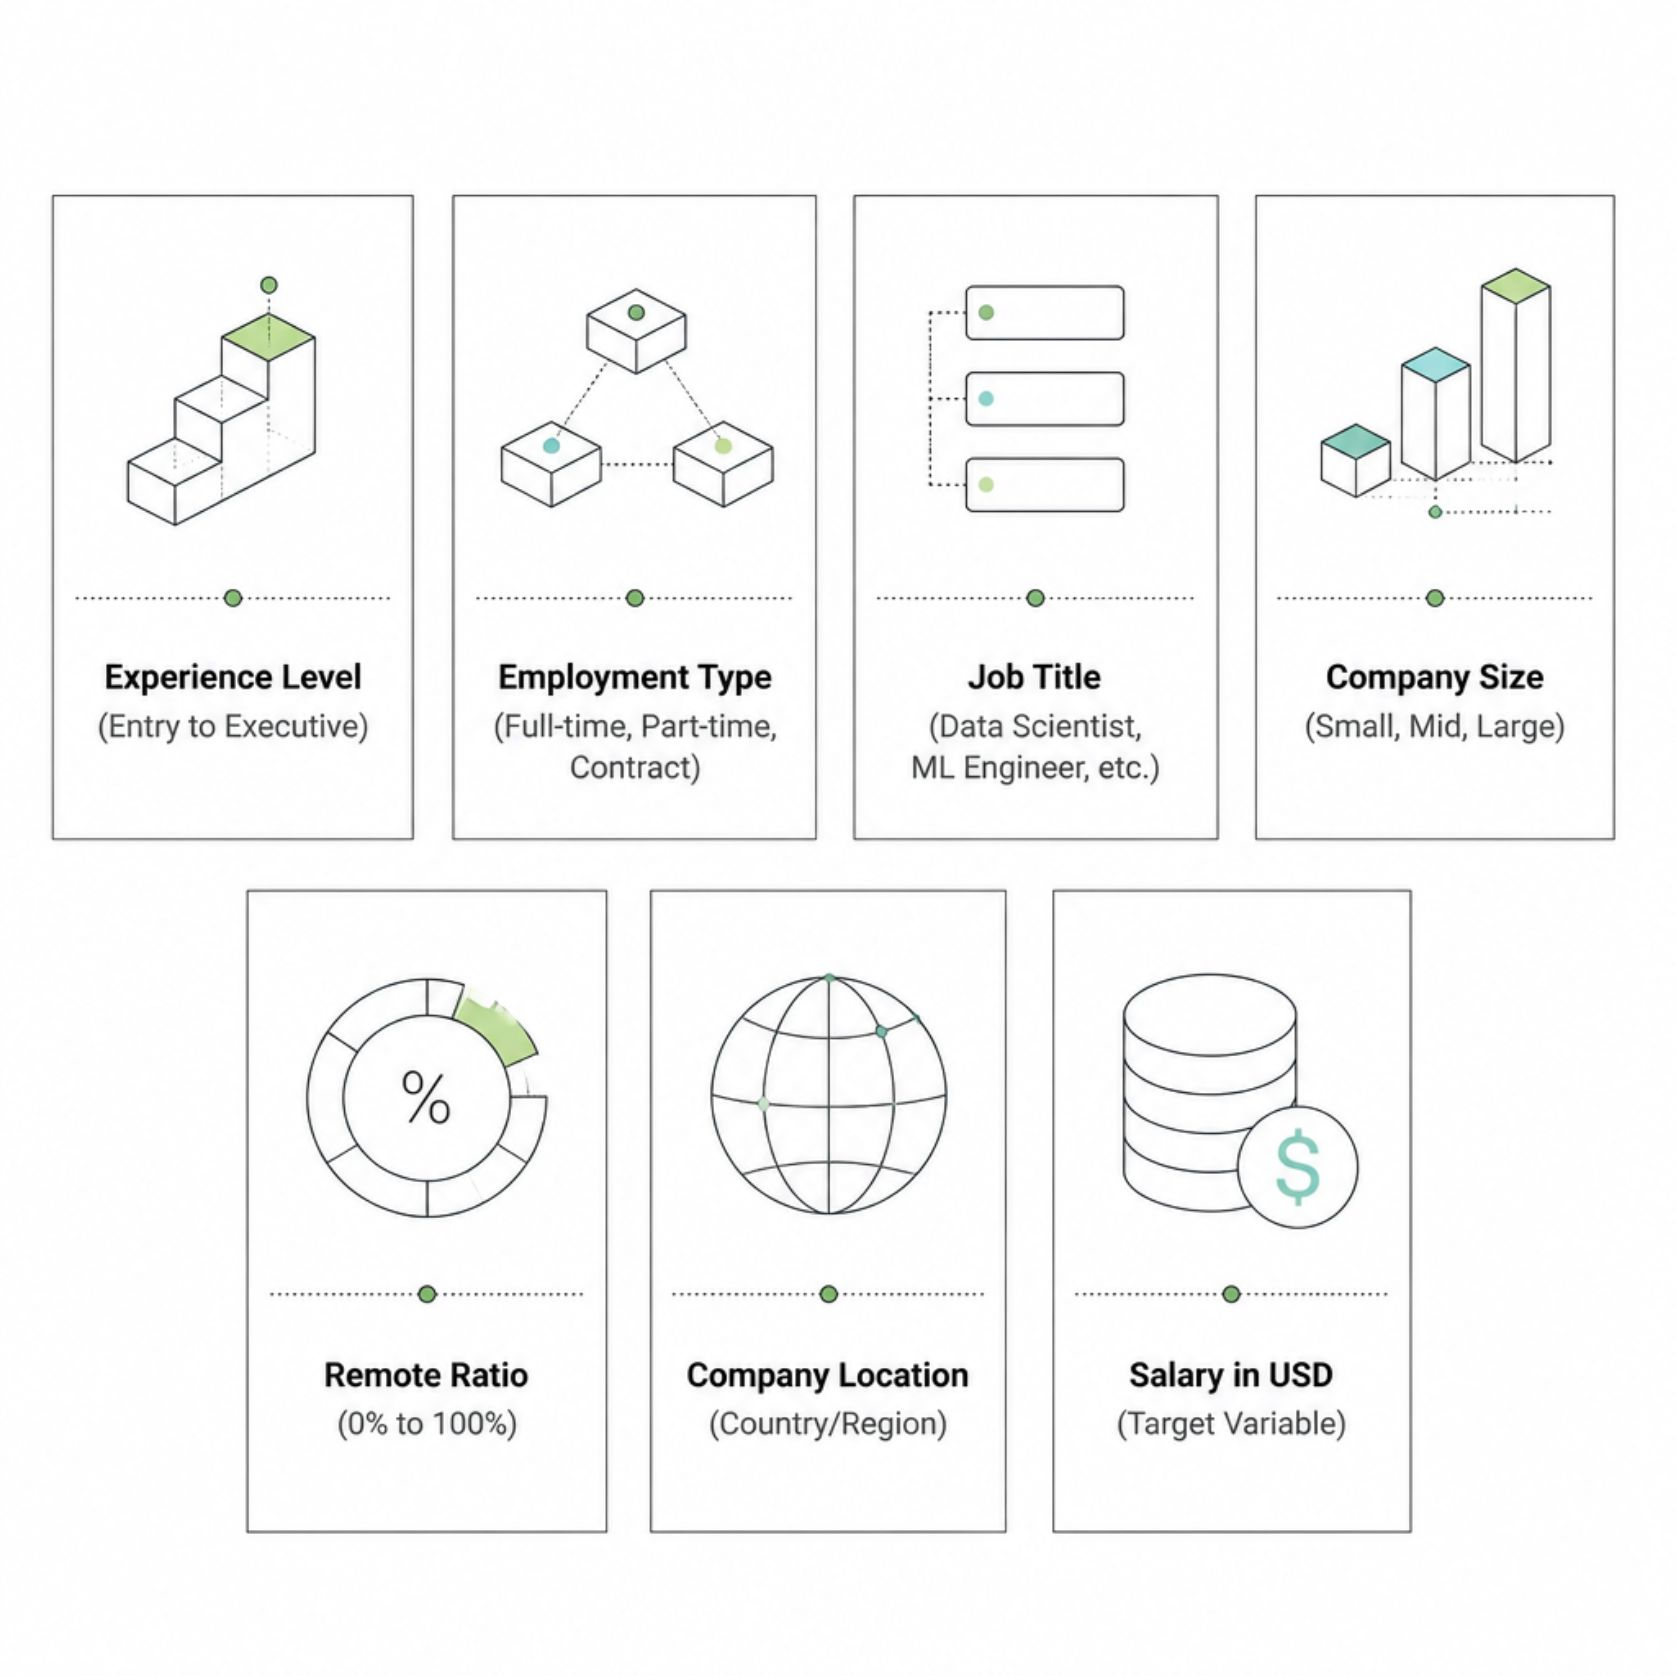 Experience Level
(Entry to Executive)
Employment Type
(Full-time, Part-time,
Contract)
Job Title
(Data Scientist,
ML Engineer, etc.)
Company Size
(Small, Mid, Large)
%
Remote Ratio
(0% to 100%)
Company Location
(Country/Region)
$
Salary in USD
(Target Variable)